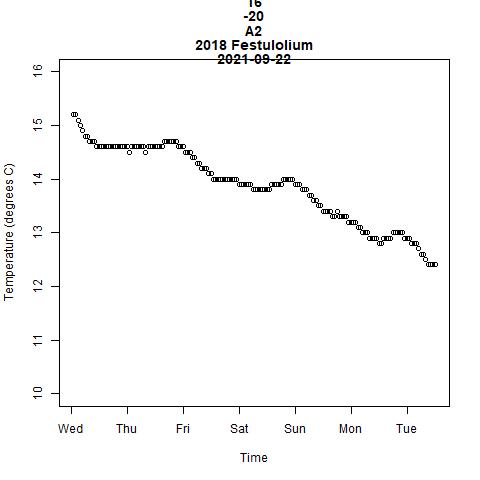 16
-20
A2
2018 Festulolium
2021-09-22
Temperature (degrees C)
16
15
14
13
12
11
10
Wed Thu Fri Sat Sun Mon Tue
Time